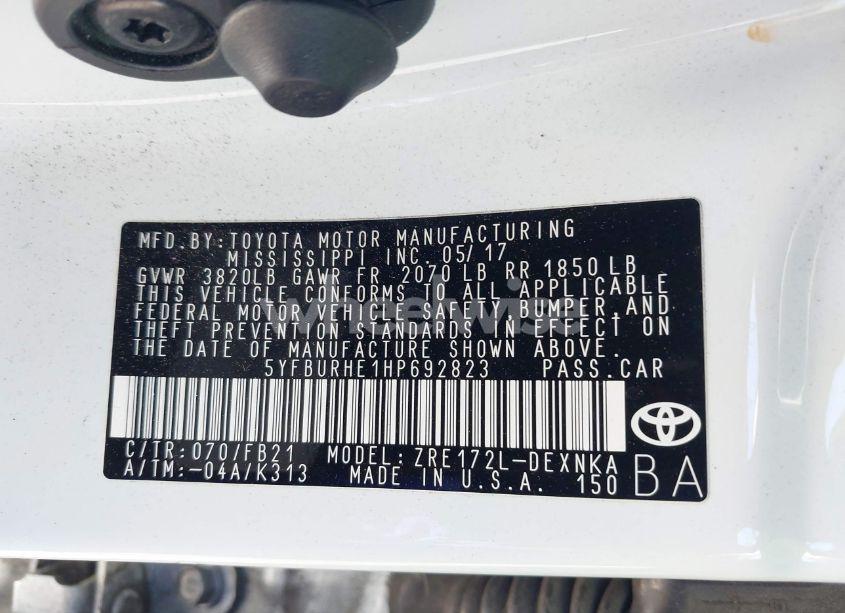 MFD. BY: TOYOTA MOTOR MANUFACTURING
MISSISSIPPI INC. 05/17
GVWR 3820LB GAWR FR 2070 LB RR 1850 LB
THIS VEHICLE CONFORMS TO ALL APPLICABLE
FEDERAL MOTOR VEHICLE SAFETY, BUMPER, AND
THEFT PREVENTION STANDARDS IN EFFECT ON
THE DATE OF MANUFACTURE SHOWN ABOVE.
5YFBURHE1HP692823 PASS. CAR
C/TR: 070/FB21 MODEL: ZRE172L-DEXNKA
A/TM: -04A/K313 MADE IN U.S.A. 150 BA
wheelwise